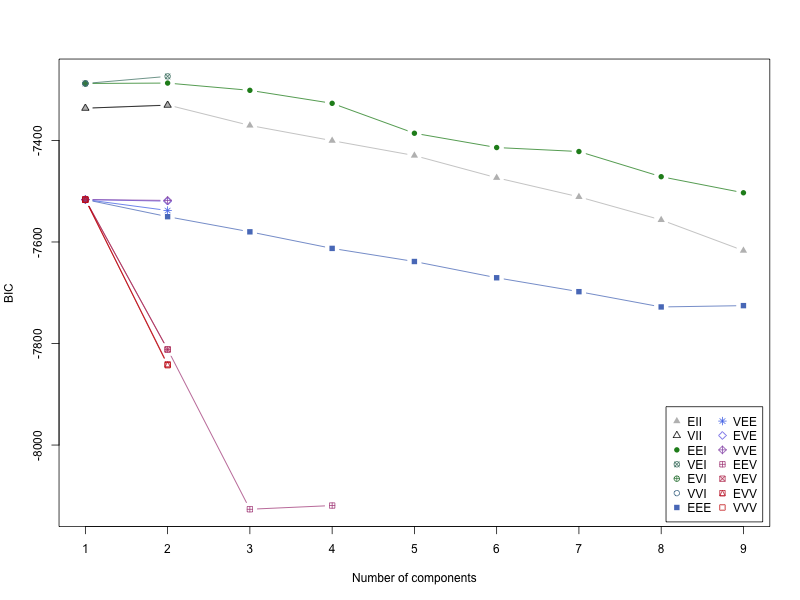 -7400
-7600
-7800
-8000
BIC
1 2 3 4 5 6 7 8 9
Number of components
EII VEE
VII EVE
EEI VVE
VEI EEV
EVI VEV
VVI EVV
EEE VVV